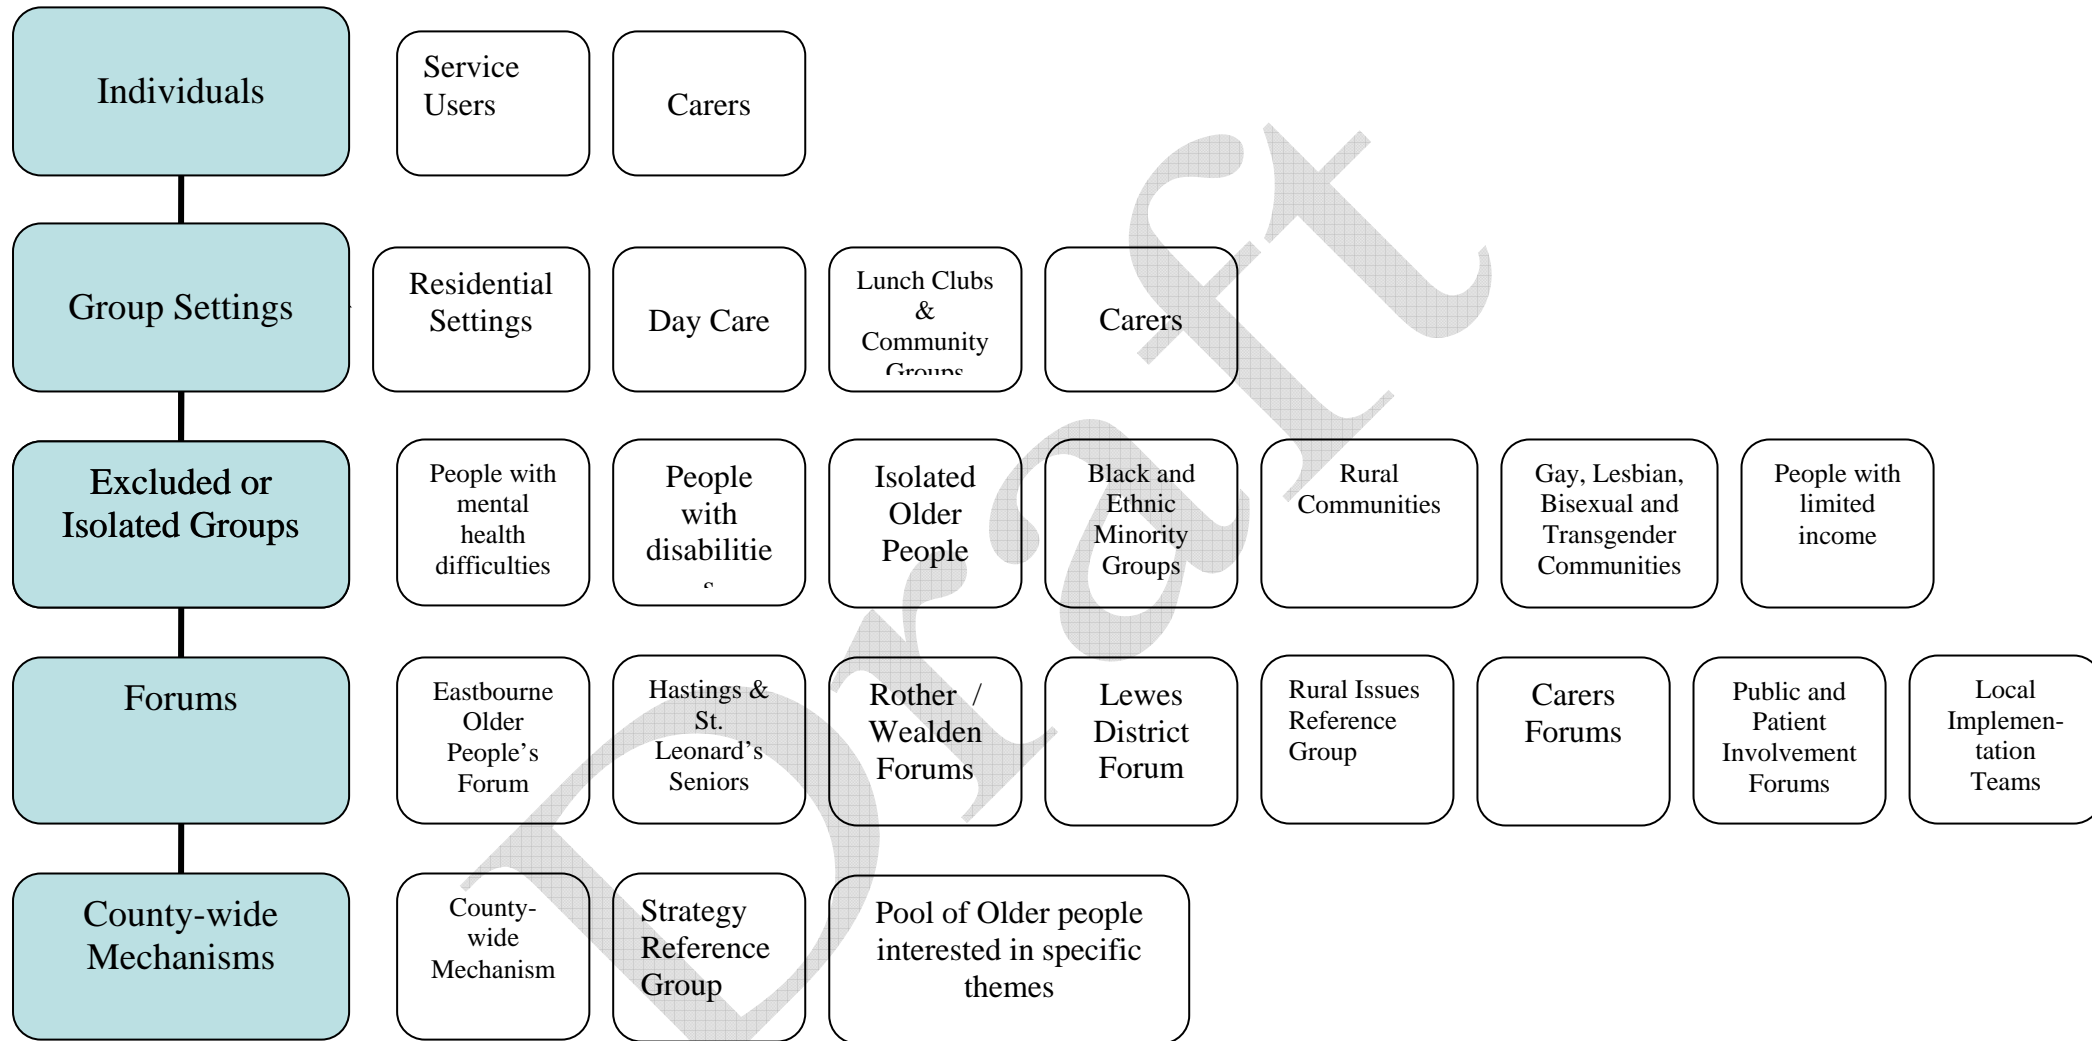 Individuals
Service
Users
Carers
Group Settings
Residential
Settings
Day Care
Lunch Clubs
&
Community
Groups
Carers
Excluded or
Isolated Groups
People with
mental
health
difficulties
People
with
disabilitie
s
Isolated
Older
People
Black and
Ethnic
Minority
Groups
Rural
Communities
Gay, Lesbian,
Bisexual and
Transgender
Communities
People with
limited
income
Forums
Eastbourne
Older
People’s
Forum
Hastings &
St.
Leonard’s
Seniors
Rother /
Wealden
Forums
Lewes
District
Forum
Rural Issues
Reference
Group
Carers
Forums
Public and
Patient
Involvement
Forums
Local
Implemen-
tation
Teams
County-wide
Mechanisms
County-
wide
Mechanism
Strategy
Reference
Group
Pool of Older people
interested in specific
themes
Draft